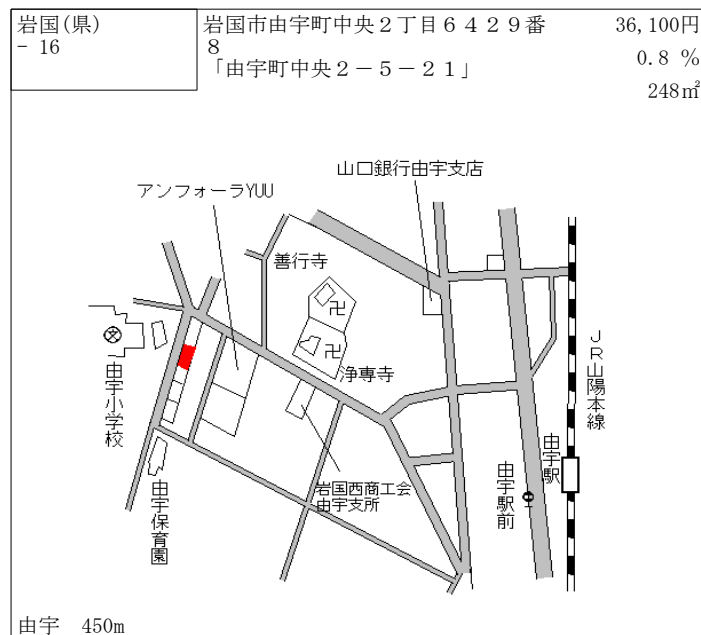 岩国(県)
- 16
岩国市由宇町中央２丁目６４２９番
８
「由宇町中央２－５－２１」
36,100円
0.8 %
248㎡
山口銀行由宇支店
アンフォーラYUU
善行寺
卍
卍
浄専寺
文
由宇小学校
ＪＲ山陽本線
由宇駅
由宇駅前
岩国西商工会
由宇支所
由宇保育園
由宇　450m